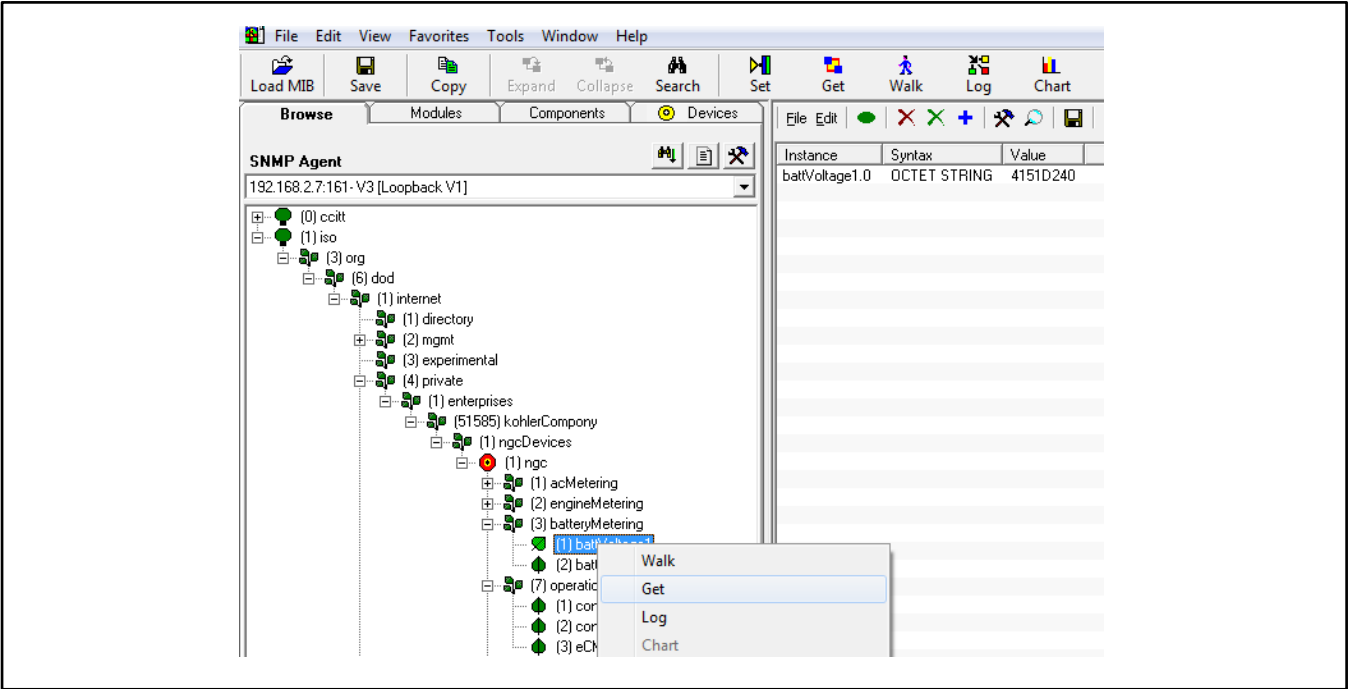 File Edit View Favorites Tools Window Help
Load MIB Save Copy Expand Collapse Search Set Get Walk Log Chart
Browse Modules Components Devices
File Edit
SNMP Agent
192.168.2.7:161- V3 [Loopback V1]
Instance Syntax Value
battVoltage1.0 OCTET STRING 4151D240
(0) ccitt
(1) iso
(3) org
(6) dod
(1) internet
(1) directory
(2) mgmt
(3) experimental
(4) private
(1) enterprises
(51585) kohlerCompony
(1) ngcDevices
(1) ngc
(1) acMetering
(2) engineMetering
(3) batteryMetering
(1) battVoltage1
(2) batt
(7) operatio
(1) con
(2) con
(3) eCM
Walk
Get
Log
Chart